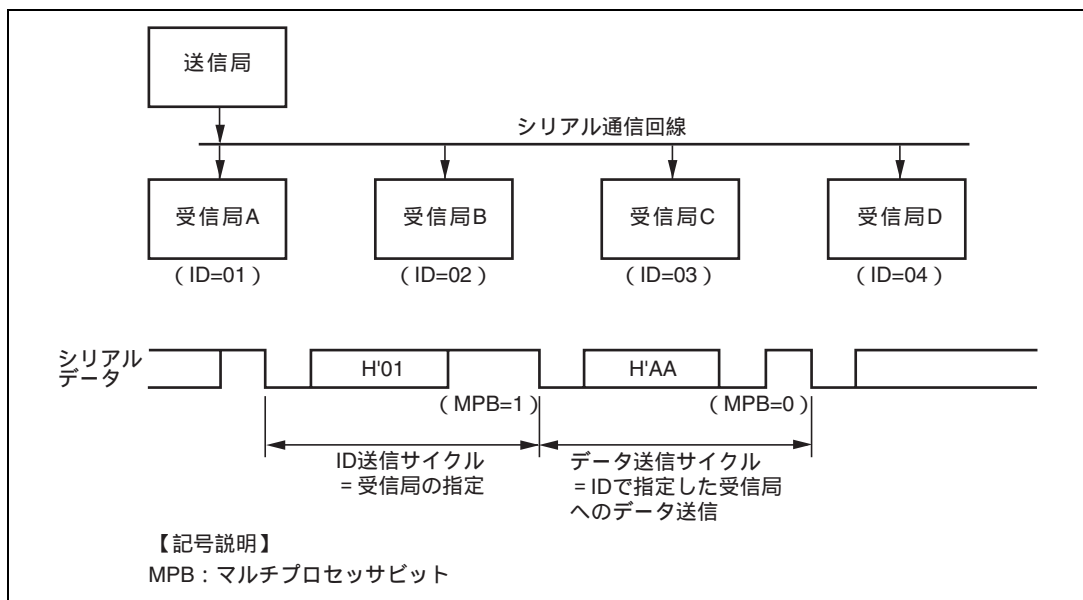 送信局
シリアル通信回線
受信局A
受信局B
受信局C
受信局D
（ID=01）
（ID=02）
（ID=03）
（ID=04）
シリアル
データ
H'01
H'AA
（MPB=1）
（MPB=0）
ID送信サイクル
＝受信局の指定
データ送信サイクル
＝IDで指定した受信局
へのデータ送信
【記号説明】
MPB：マルチプロセッサビット